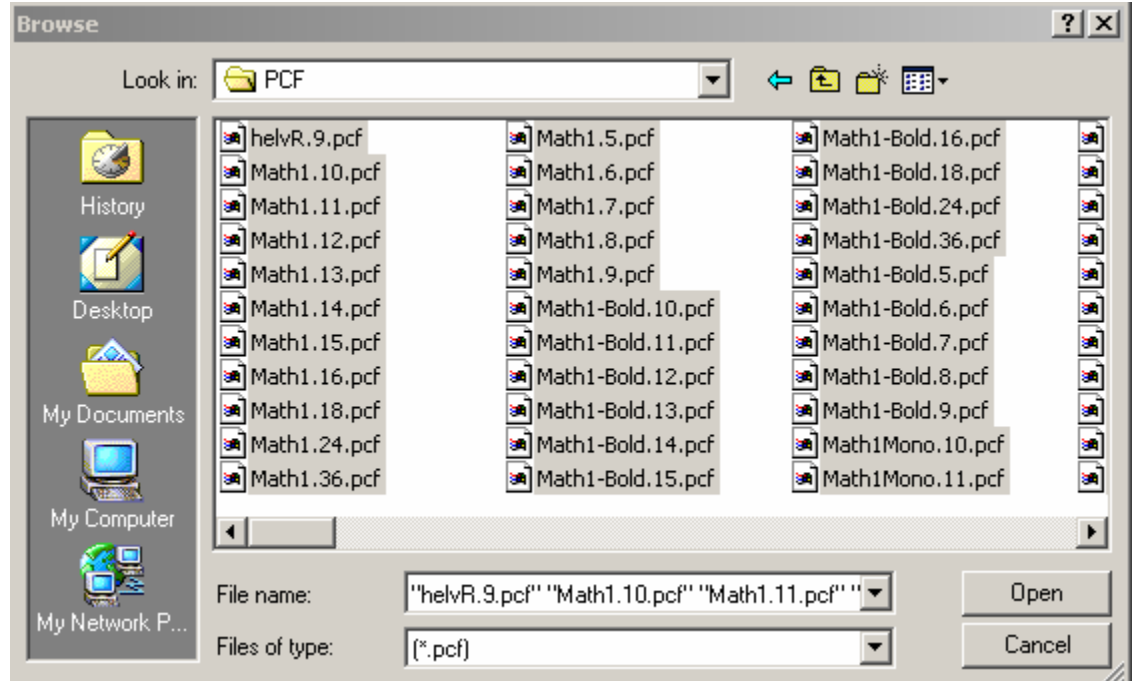 Browse
Look in: PCF
History
Desktop
My Documents
My Computer
My Network P...
helvR.9.pcf
Math1.10.pcf
Math1.11.pcf
Math1.12.pcf
Math1.13.pcf
Math1.14.pcf
Math1.15.pcf
Math1.16.pcf
Math1.18.pcf
Math1.24.pcf
Math1.36.pcf
Math1.5.pcf
Math1.6.pcf
Math1.7.pcf
Math1.8.pcf
Math1.9.pcf
Math1-Bold.10.pcf
Math1-Bold.11.pcf
Math1-Bold.12.pcf
Math1-Bold.13.pcf
Math1-Bold.14.pcf
Math1-Bold.15.pcf
Math1-Bold.16.pcf
Math1-Bold.18.pcf
Math1-Bold.24.pcf
Math1-Bold.36.pcf
Math1-Bold.5.pcf
Math1-Bold.6.pcf
Math1-Bold.7.pcf
Math1-Bold.8.pcf
Math1-Bold.9.pcf
Math1Mono.10.pcf
Math1Mono.11.pcf
File name: "helvR.9.pcf" "Math1.10.pcf" "Math1.11.pcf" "
Open
Files of type: (*.pcf)
Cancel